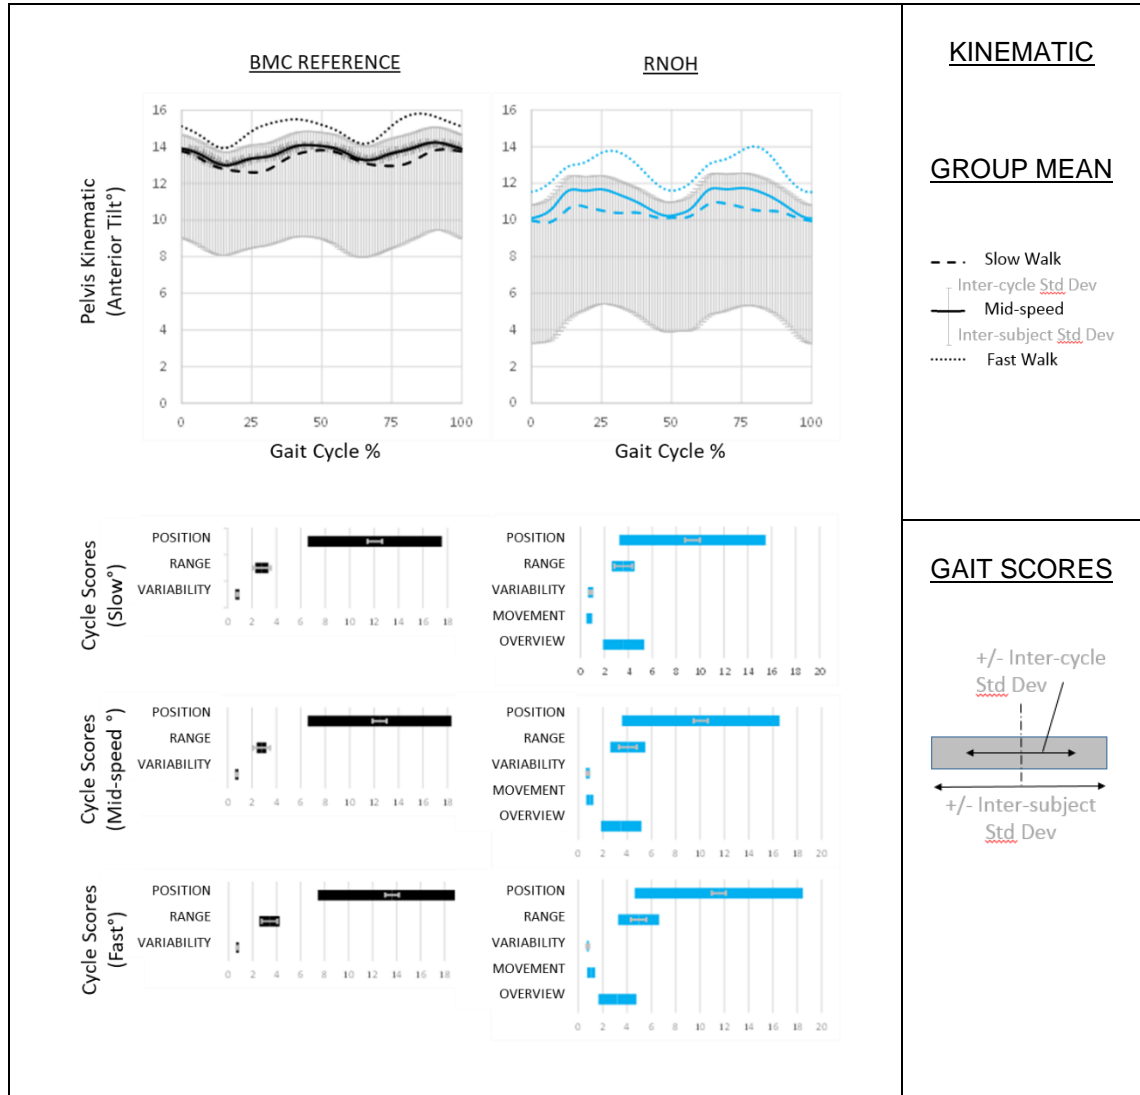 BMC REFERENCE
RNOH
Pelvis Kinematic
(Anterior Tilt°)
16
14
12
10
8
6
4
2
0
0 25 50 75 100
Gait Cycle %
16
14
12
10
8
6
4
2
0
0 25 50 75 100
Gait Cycle %
Cycle Scores
(Slow°)
POSITION
RANGE
VARIABILITY
0 2 4 6 8 10 12 14 16 18
POSITION
RANGE
VARIABILITY
MOVEMENT
OVERVIEW
0 2 4 6 8 10 12 14 16 18 20
Cycle Scores
(Mid-speed °)
POSITION
RANGE
VARIABILITY
0 2 4 6 8 10 12 14 16 18
POSITION
RANGE
VARIABILITY
MOVEMENT
OVERVIEW
0 2 4 6 8 10 12 14 16 18 20
Cycle Scores
(Fast°)
POSITION
RANGE
VARIABILITY
0 2 4 6 8 10 12 14 16 18
POSITION
RANGE
VARIABILITY
MOVEMENT
OVERVIEW
0 2 4 6 8 10 12 14 16 18 20
KINEMATIC
GROUP MEAN
Slow Walk
Inter-cycle Std Dev
Mid-speed
Inter-subject Std Dev
Fast Walk
GAIT SCORES
+/- Inter-cycle
Std Dev
+/- Inter-subject
Std Dev